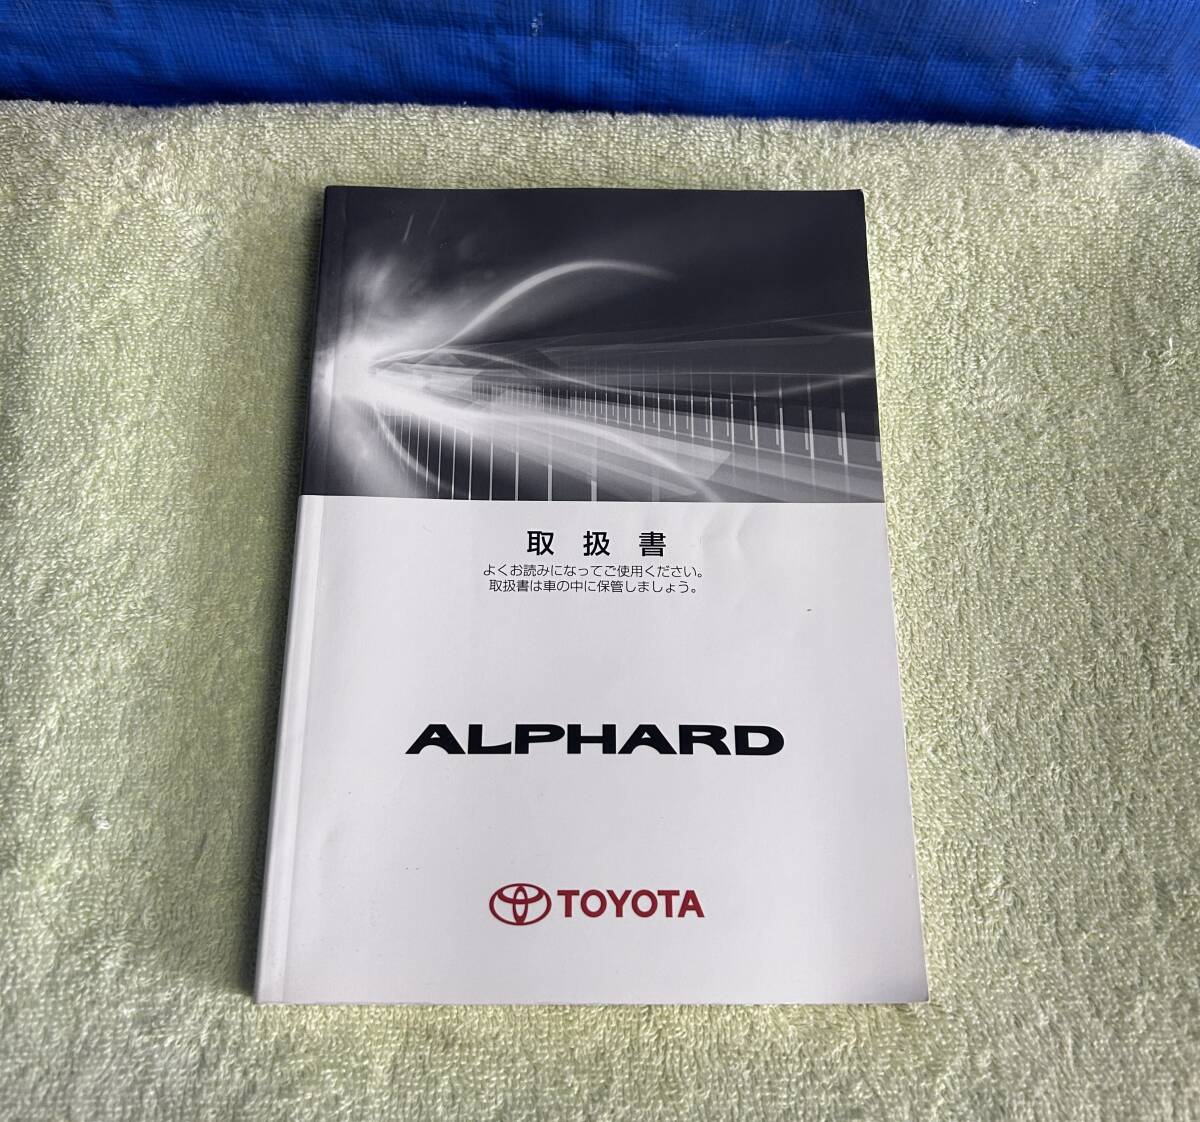 取扱書
よくお読みになってご使用ください。
取扱書は車の中に保管しましょう。
ALPHARD
TOYOTA